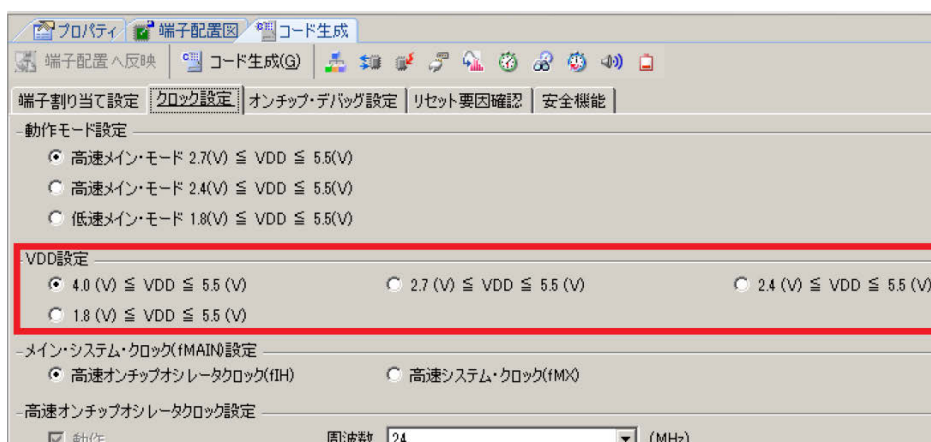 プロパティ 端子配置図 コード生成
端子配置へ反映 コード生成(G)
端子割り当て設定 クロック設定 オンチップ・デバッグ設定 リセット要因確認 安全機能
動作モード設定
高速メイン・モード 2.7(V) ≦ VDD ≦ 5.5(V)
高速メイン・モード 2.4(V) ≦ VDD ≦ 5.5(V)
低速メイン・モード 1.8(V) ≦ VDD ≦ 5.5(V)
VDD設定
4.0 (V) ≦ VDD ≦ 5.5 (V) 2.7 (V) ≦ VDD ≦ 5.5 (V) 2.4 (V) ≦ VDD ≦ 5.5 (V)
1.8 (V) ≦ VDD ≦ 5.5 (V)
メイン・システム・クロック(fMAIN)設定
高速オンチップオシレータクロック(fIH) 高速システム・クロック(fMX)
高速オンチップオシレータクロック設定
動作 周波数 24 (MHz)